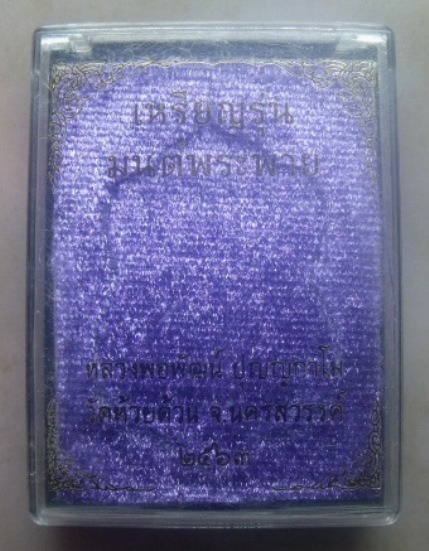 เหรียญรุ่น
มนต์พระพาย
หลวงพ่อพัฒน์ ปุญญกาโม
วัดห้วยด้วน จ.นครสวรรค์
๒๕๖๓